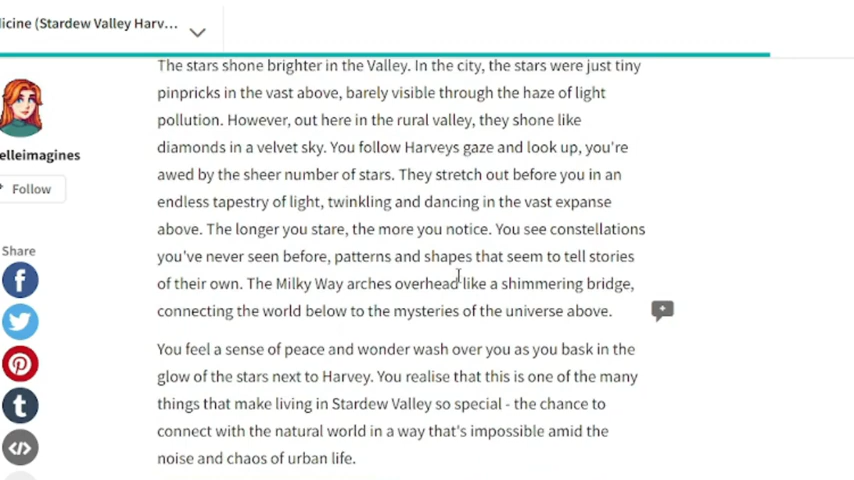 dicine (Stardew Valley Harv...
The stars shone brighter in the Valley. In the city, the stars were just tiny
pinpricks in the vast above, barely visible through the haze of light
pollution. However, out here in the rural valley, they shone like
diamonds in a velvet sky. You follow Harveys gaze and look up, you're
awed by the sheer number of stars. They stretch out before you in an
endless tapestry of light, twinkling and dancing in the vast expanse
above. The longer you stare, the more you notice. You see constellations
you've never seen before, patterns and shapes that seem to tell stories
of their own. The Milky Way arches overhead like a shimmering bridge,
connecting the world below to the mysteries of the universe above.
You feel a sense of peace and wonder wash over you as you bask in the
glow of the stars next to Harvey. You realise that this is one of the many
things that make living in Stardew Valley so special - the chance to
connect with the natural world in a way that's impossible amid the
noise and chaos of urban life.
elleimagines
Follow
Share